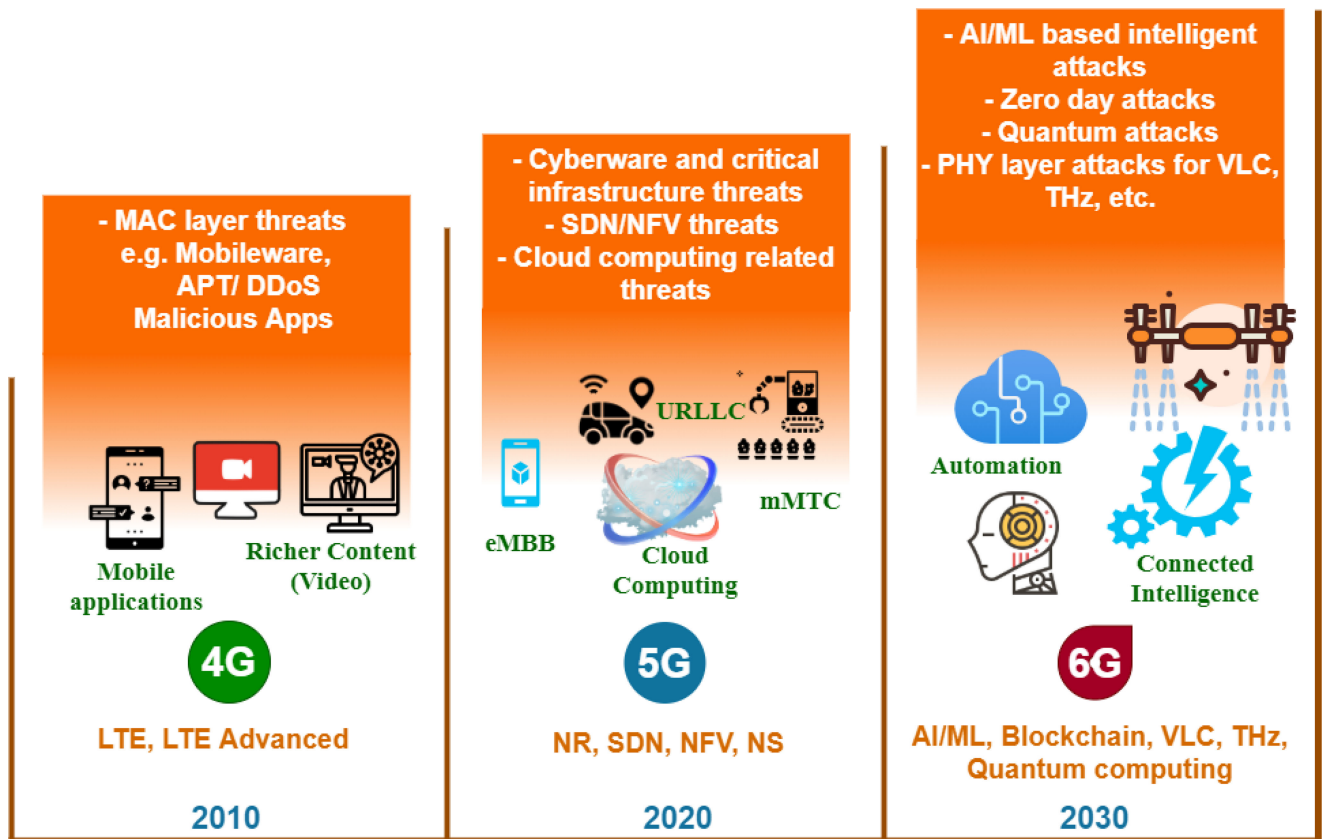 - MAC layer threats
e.g. Mobileware,
APT/ DDoS
Malicious Apps
Mobile
applications
Richer Content
(Video)
4G
LTE, LTE Advanced
2010
- Cyberware and critical
infrastructure threats
- SDN/NFV threats
- Cloud computing related
threats
URLLC
eMBB
mMTC
Cloud
Computing
5G
NR, SDN, NFV, NS
2020
- AI/ML based intelligent
attacks
- Zero day attacks
- Quantum attacks
- PHY layer attacks for VLC,
THz, etc.
Automation
Connected
Intelligence
6G
AI/ML, Blockchain, VLC, THz,
Quantum computing
2030